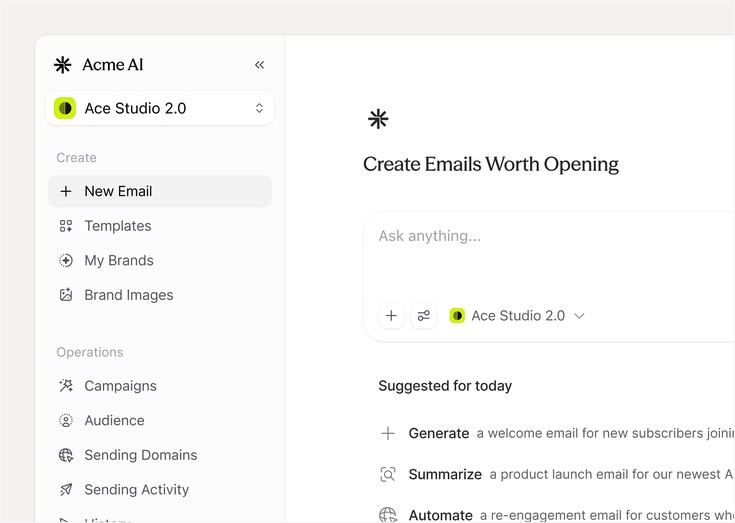 Acme AI
Ace Studio 2.0
Create
New Email
Templates
My Brands
Brand Images
Operations
Campaigns
Audience
Sending Domains
Sending Activity
History
Create Emails Worth Opening
Ask anything...
Ace Studio 2.0
Suggested for today
Generate a welcome email for new subscribers
Summarize a product launch email for our newest
Automate a re-engagement email for customers